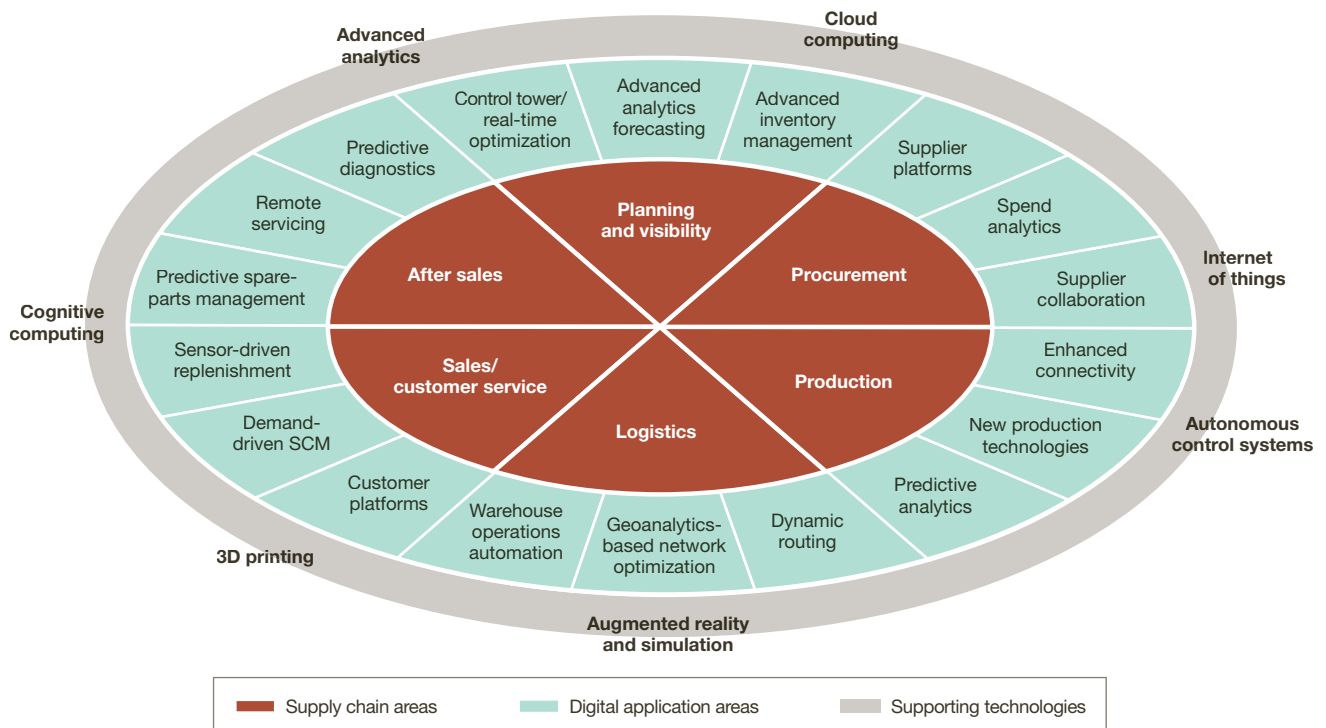 Advanced
analytics
Cloud
computing
Control tower/
real-time
optimization
Advanced
analytics
forecasting
Advanced
inventory
management
Predictive
diagnostics
Supplier
platforms
Remote
servicing
Spend
analytics
Planning
and visibility
After sales
Procurement
Internet
of things
Predictive spare-
parts management
Supplier
collaboration
Cognitive
computing
Sensor-driven
replenishment
Enhanced
connectivity
Sales/
customer service
Production
Logistics
Demand-
driven SCM
New production
technologies
Autonomous
control systems
Customer
platforms
Predictive
analytics
Warehouse
operations
automation
Geoanalytics-
based network
optimization
Dynamic
routing
3D printing
Augmented reality
and simulation
Supply chain areas
Digital application areas
Supporting technologies